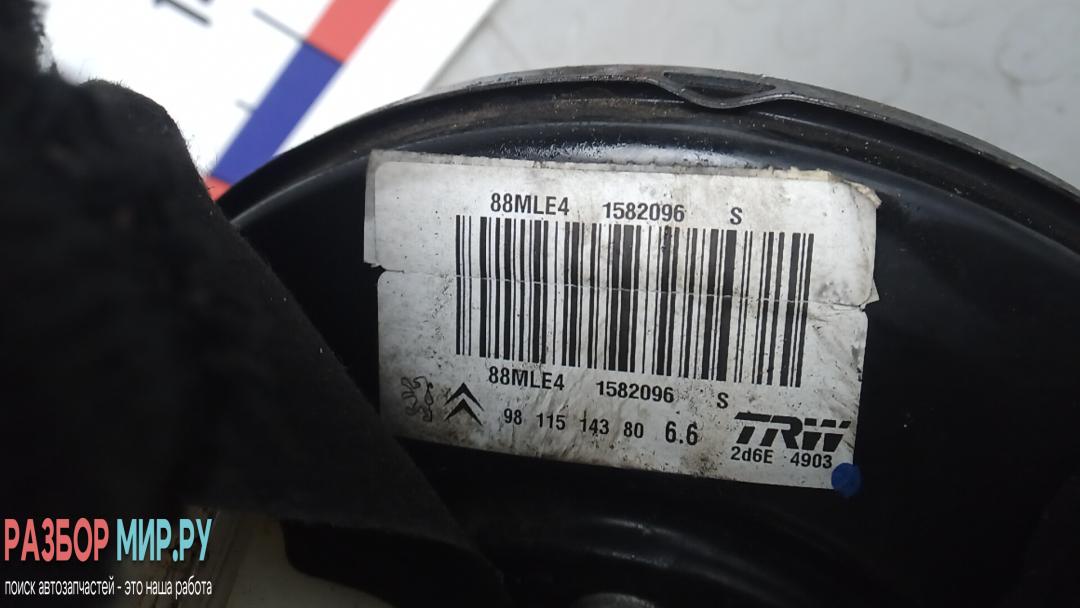 88MLE4 1582096 S
88MLE4 1582096 S
98 115 143 80 6.6
TRW
2d6E 4903
РАЗБОР МИР.РУ
поиск автозапчастей - это наша работа